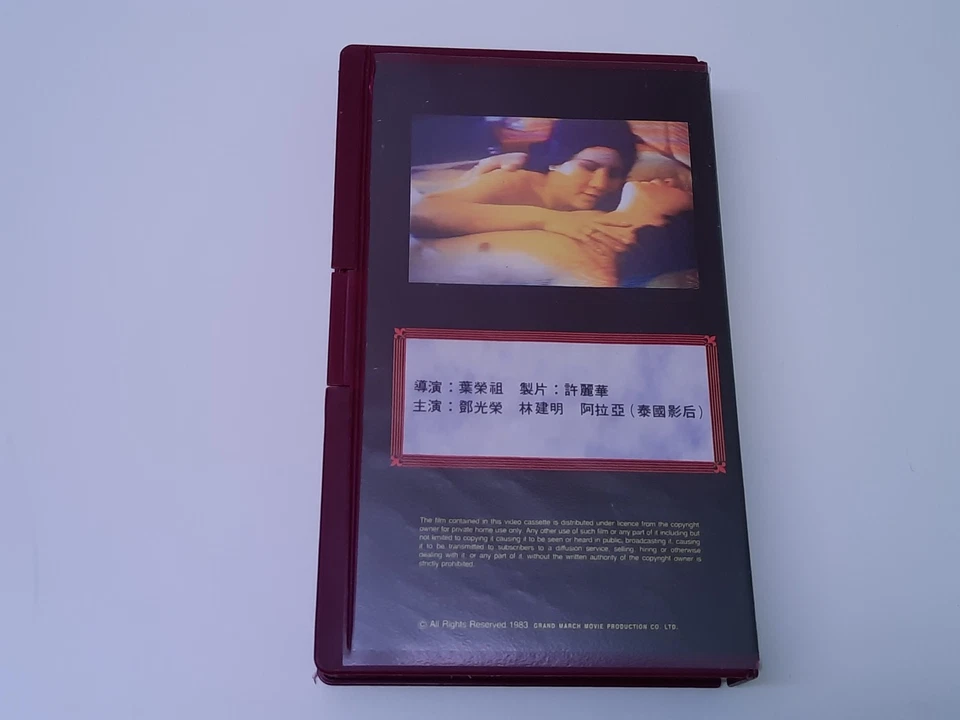 導演：葉榮祖　製片：許麗華
主演：鄧光榮　林建明　阿拉亞（泰國影后）
The film contained in this video cassette is distributed under licence from the copyright
owner for private home use only. Any other use of such film or any part of it including but
not limited to copying it causing it to be seen or heard in public, broadcasting it, causing
it to be transmitted to subscribers to a diffusion service, selling, hiring or otherwise
dealing with it, or any part of it, without the written authority of the copyright owner is
strictly prohibited.
© All Rights Reserved 1983 GRAND MARCH MOVIE PRODUCTION CO. LTD.